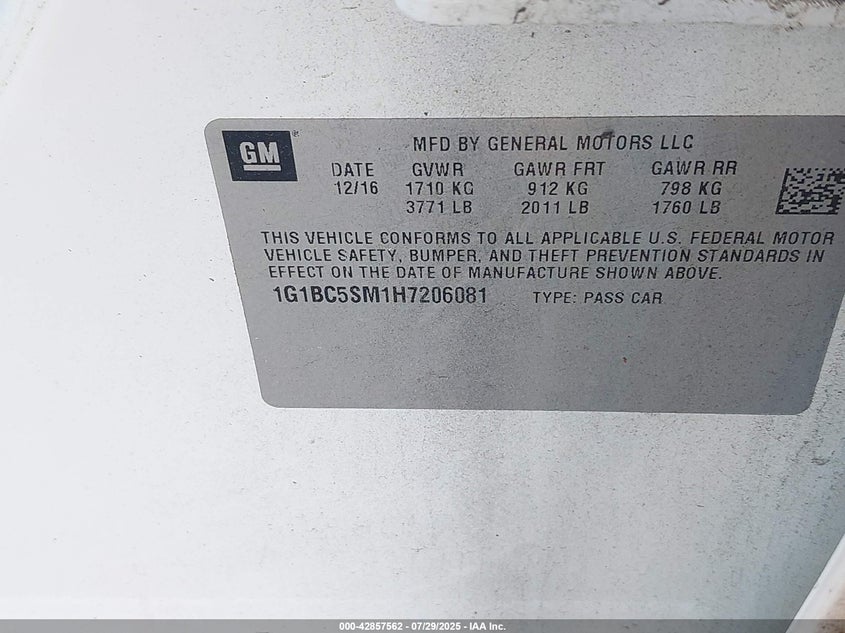 GM
MFD BY GENERAL MOTORS LLC
DATE GVWR GAWR FRT GAWR RR
12/16 1710 KG 912 KG 798 KG
3771 LB 2011 LB 1760 LB
THIS VEHICLE CONFORMS TO ALL APPLICABLE U.S. FEDERAL MOTOR
VEHICLE SAFETY, BUMPER, AND THEFT PREVENTION STANDARDS IN
EFFECT ON THE DATE OF MANUFACTURE SHOWN ABOVE.
1G1BC5SM1H7206081 TYPE: PASS CAR
000-42857562 | 07/29/2025 - IAA Inc.